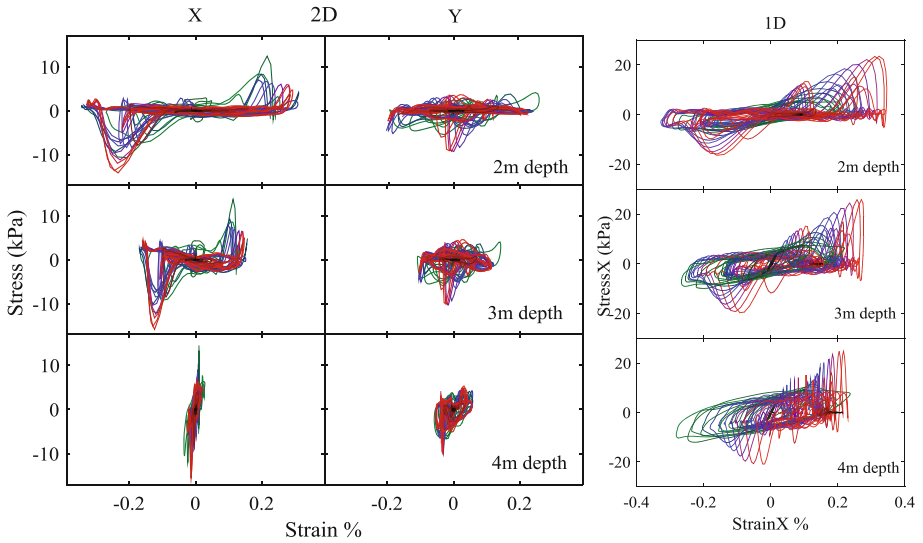 X 2D Y 1D
10
0
-10
2m depth
20
0
-20
2m depth
Stress (kPa)
10
0
-10
3m depth
StressX (kPa)
20
0
-20
3m depth
10
0
-10
4m depth
20
0
-20
4m depth
-0.2 0 0.2 -0.2 0 0.2
Strain %
-0.4 -0.2 0 0.2 0.4
StrainX %